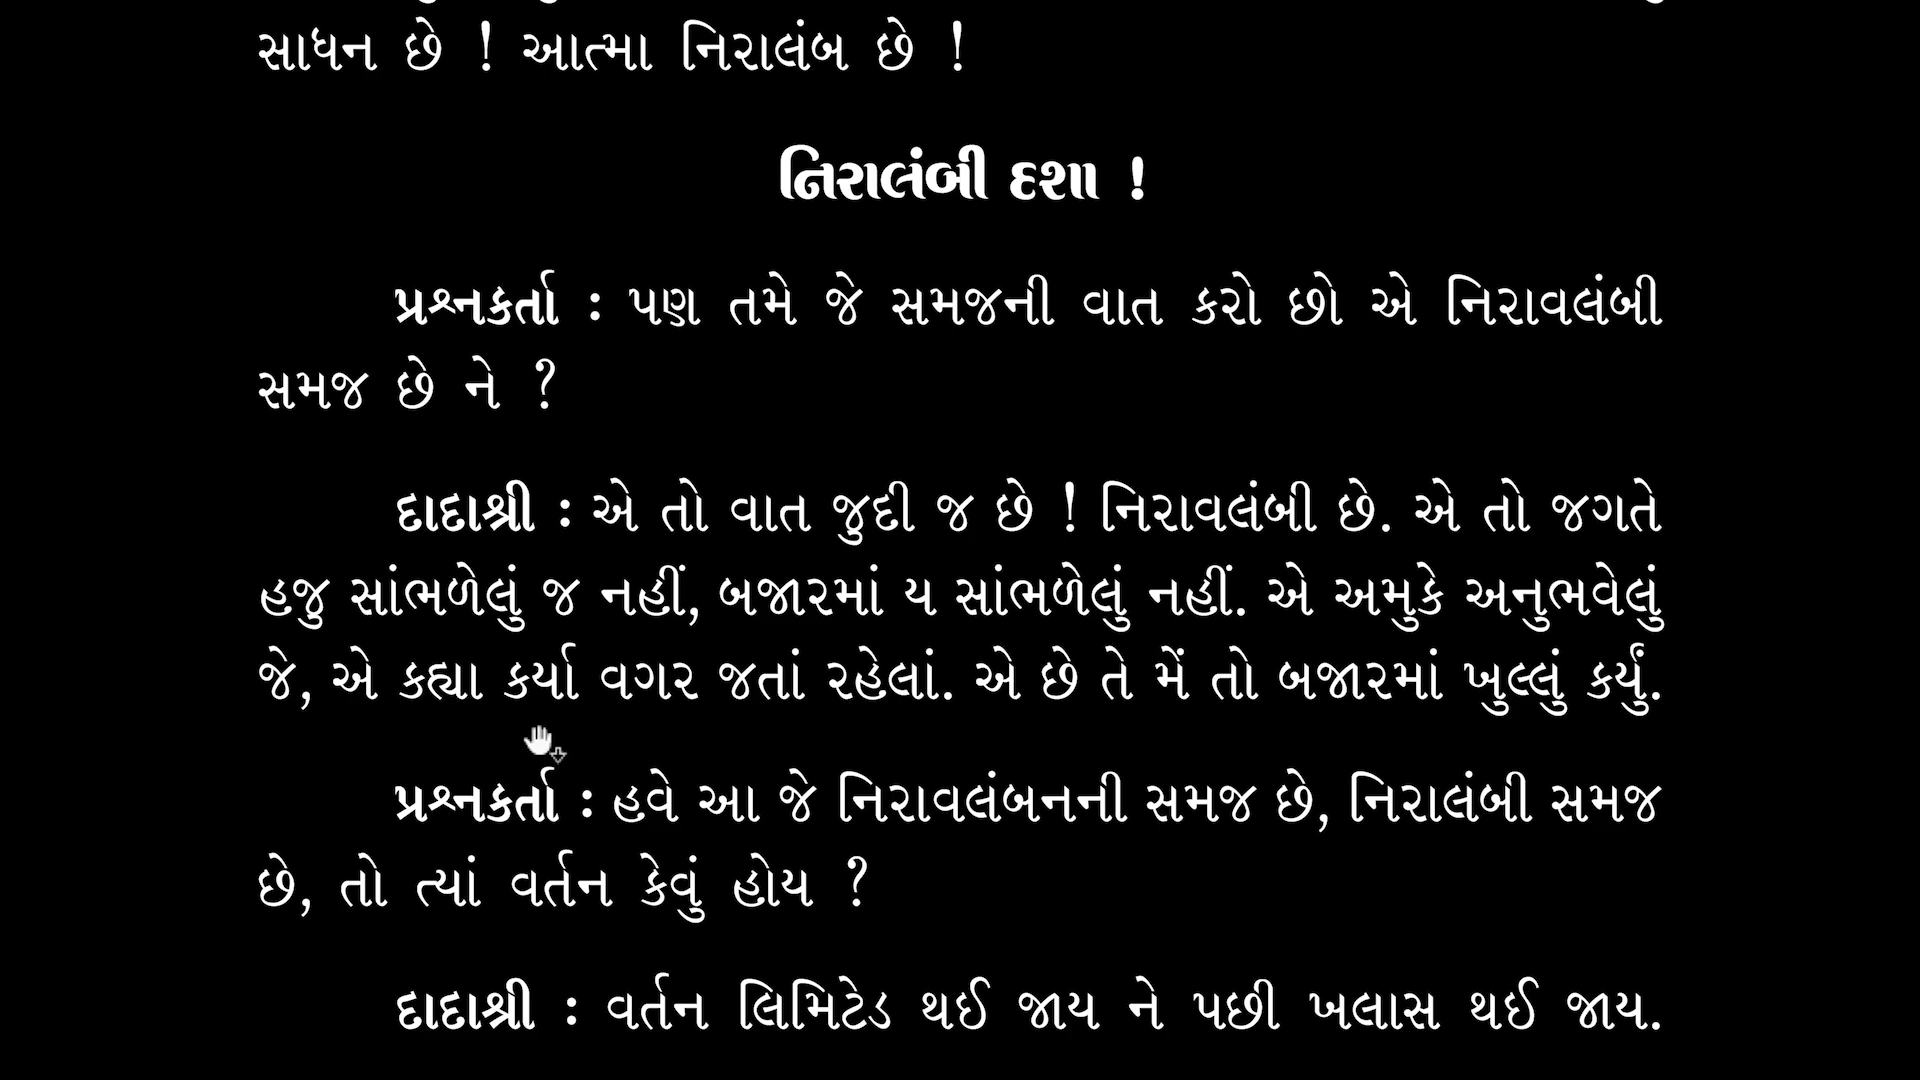 સાધન છે ! આત્મા નિરાલંબ છે !
નિરાલંબી દશા !
પ્રશ્નકર્તા : પણ તમે જે સમજની વાત કરો છો એ નિરાવલંબી
સમજ છે ને ?
દાદાશ્રી : એ તો વાત જુદી જ છે ! નિરાવલંબી છે. એ તો જગતે
હજુ સાંભળેલું જ નહીં, બજારમાં ય સાંભળેલું નહીં. એ અમુકે અનુભવેલું
જે, એ કહ્યા કર્યા વગર જતાં રહેલાં. એ છે તે મેં તો બજારમાં ખુલ્લું કર્યું.
પ્રશ્નકર્તા : હવે આ જે નિરાવલંબનની સમજ છે, નિરાલંબી સમજ
છે, તો ત્યાં વર્તન કેવું હોય ?
દાદાશ્રી : વર્તન લિમિટેડ થઈ જાય ને પછી ખલાસ થઈ જાય.